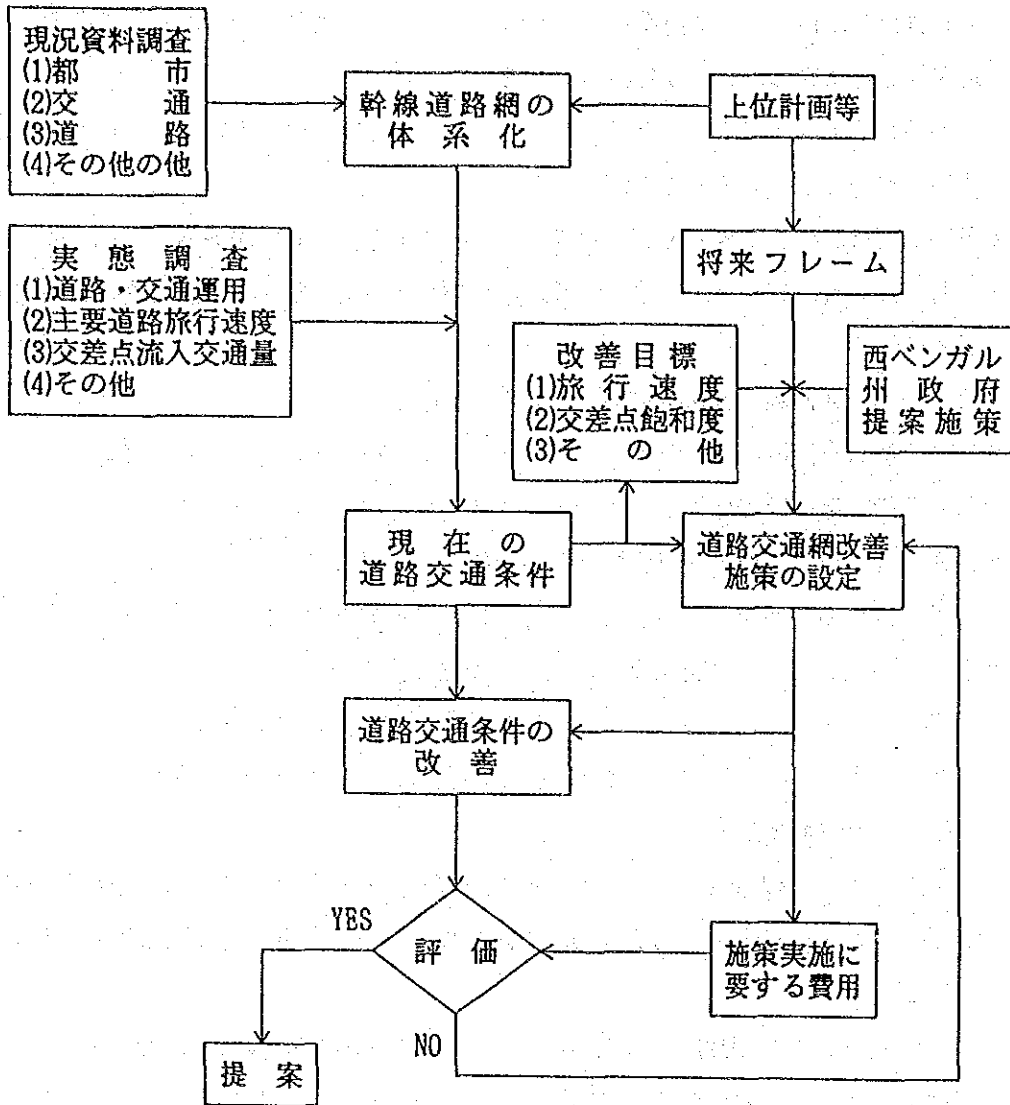 現況資料調査
(1)都市
(2)交通
(3)道路
(4)その他の他
幹線道路網の
体系化
上位計画等
実態調査
(1)道路・交通運用
(2)主要道路旅行速度
(3)交差点流入交通量
(4)その他
将来フレーム
改善目標
(1)旅行速度
(2)交差点飽和度
(3)その他
西ベンガル
州政府
提案施策
現在の
道路交通条件
道路交通網改善
施策の設定
道路交通条件の
改善
YES
評価
施策実施に
要する費用
NO
提案